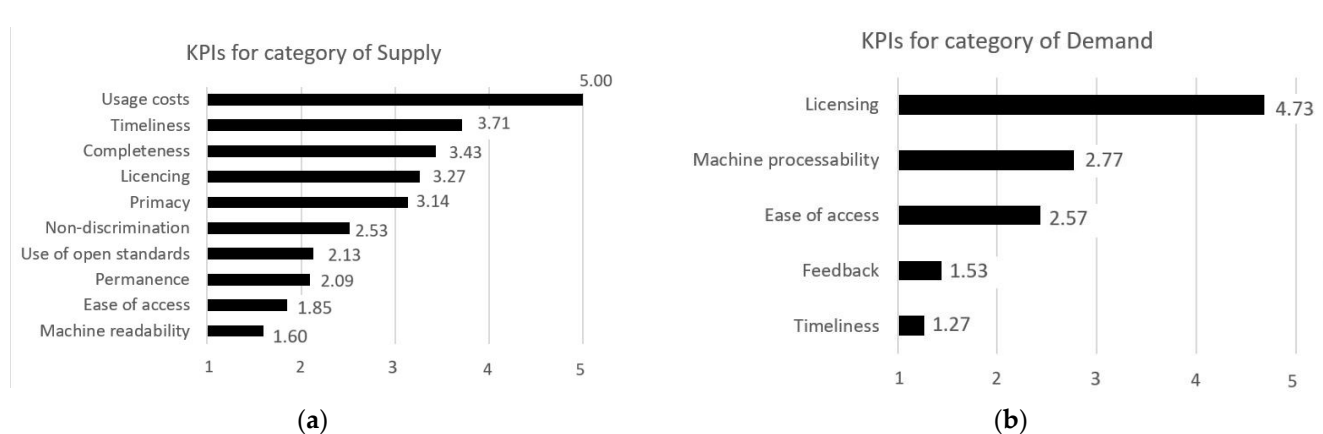 KPIs for category of Supply
Usage costs 5.00
Timeliness 3.71
Completeness 3.43
Licencing 3.27
Primacy 3.14
Non-discrimination 2.53
Use of open standards 2.13
Permanence 2.09
Ease of access 1.85
Machine readability 1.60
1 2 3 4 5
(a)
KPIs for category of Demand
Licensing 4.73
Machine processability 2.77
Ease of access 2.57
Feedback 1.53
Timeliness 1.27
1 2 3 4 5
(b)